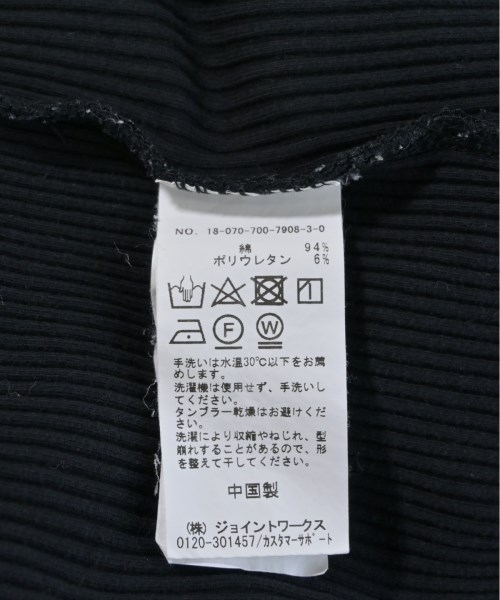 NO. 18-070-700-7908-3-0
綿 94%
ポリウレタン 6%
F W
手洗いは水温30℃以下をお薦
めします。
洗濯機は使用せず、手洗いし
てください。
タンブラー乾燥はお避けくだ
さい。
洗濯により収縮やねじれ、型
崩れすることがあるので、形
を整えて干してください。
中国製
(株) ジョイントワークス
0120-301457/カスタマーサポート